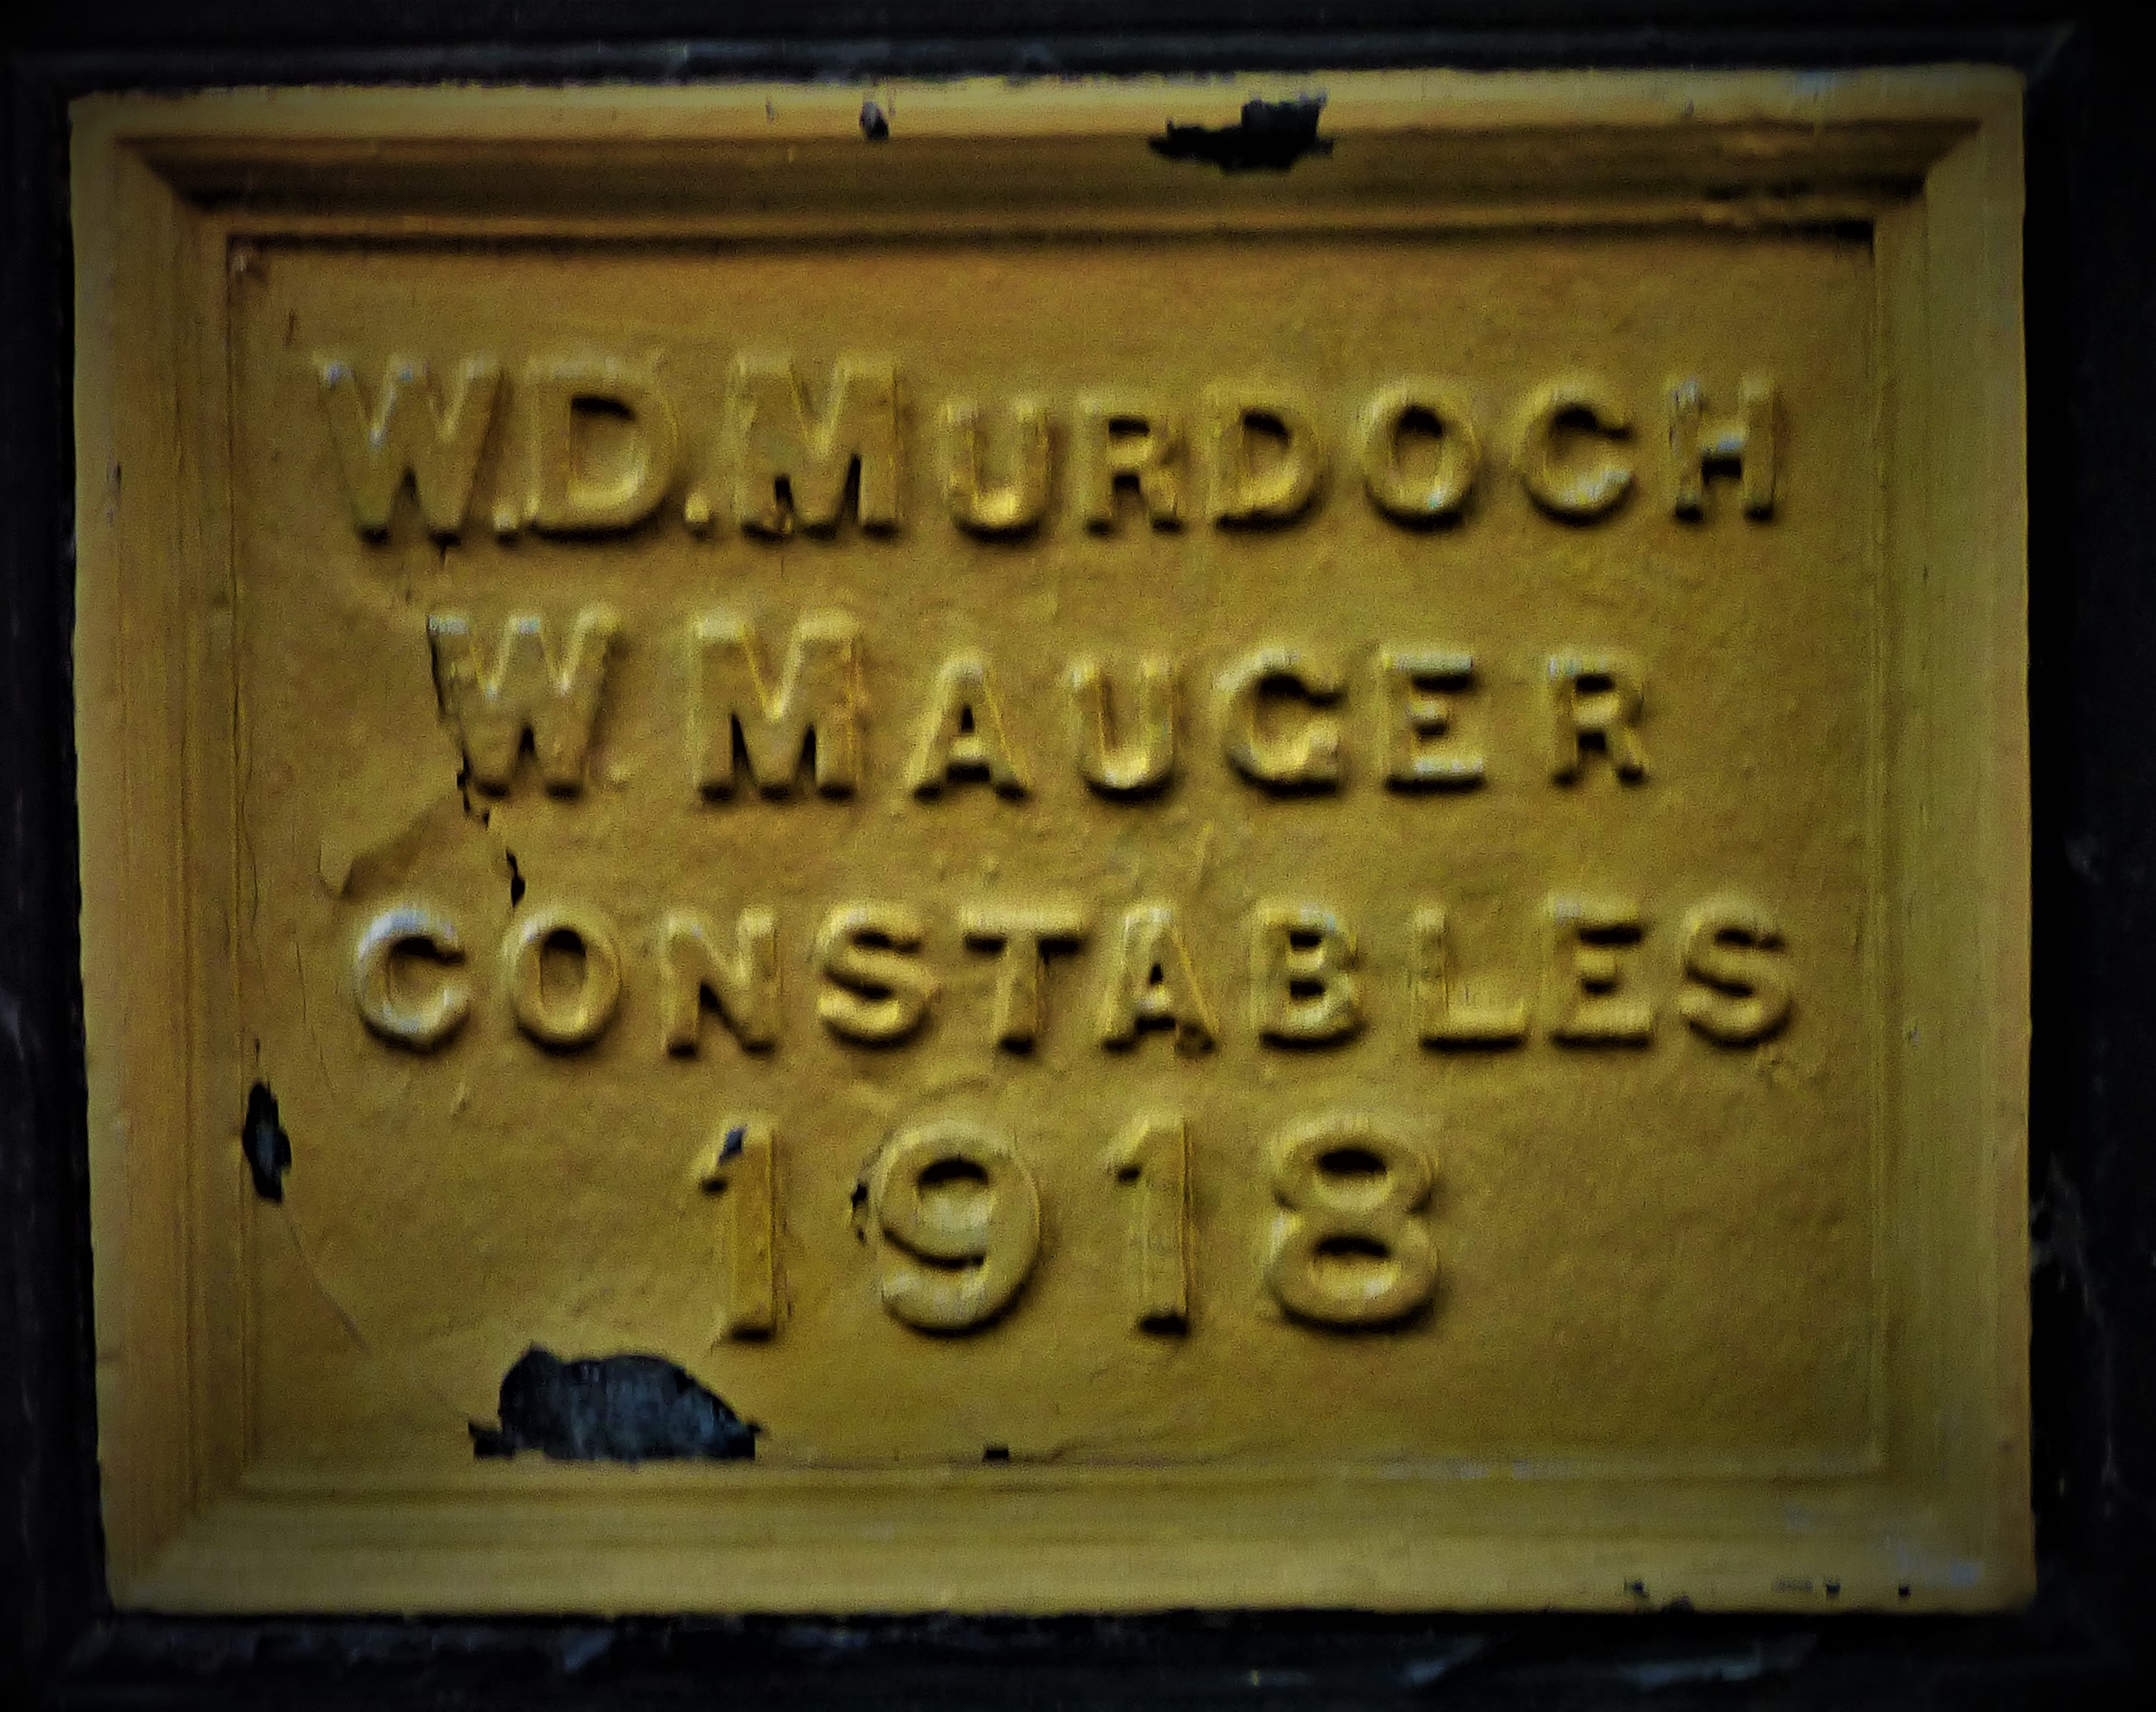 W.D.MURDOCH
W MAUGER
CONSTABLES
1918